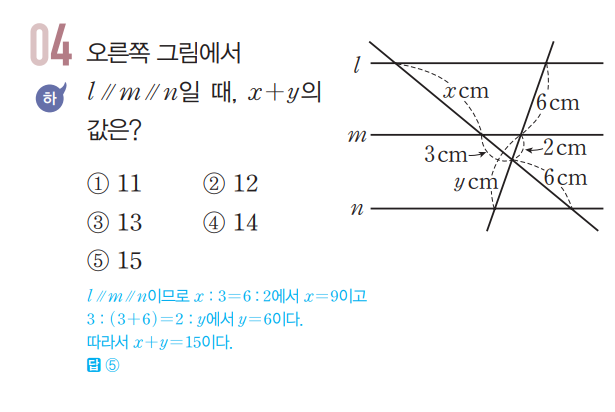 04
하
오른쪽 그림에서
l∥m∥n일 때, x+y의
값은?
① 11 ② 12
③ 13 ④ 14
⑤ 15
l∥m∥n이므로 x : 3=6 : 2에서 x=9이고
3 : (3+6)=2 : y에서 y=6이다.
따라서 x+y=15이다.
답 ⑤
l
x cm
6 cm
m
3 cm
2 cm
y cm
6 cm
n